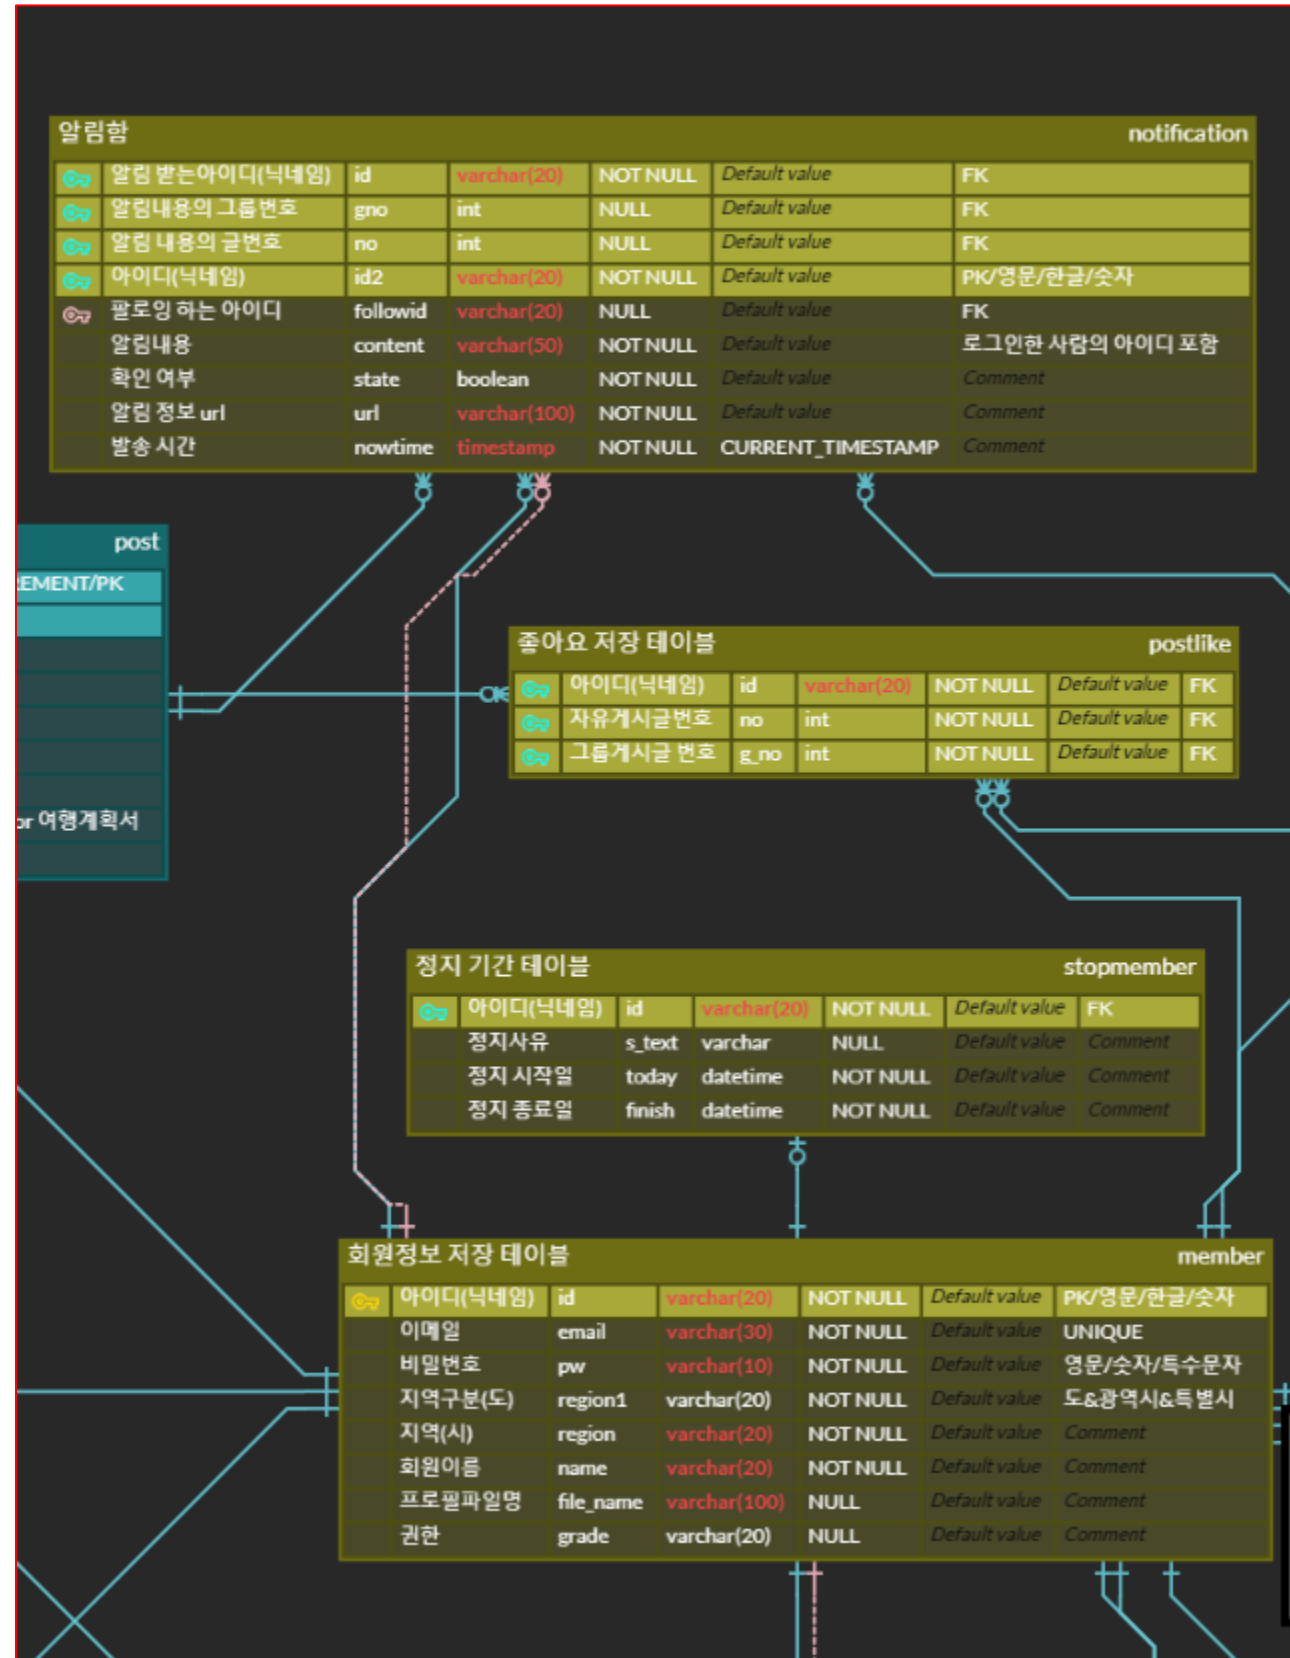 알림함 notification
알림 받는아이디(닉네임) id varchar(20) NOT NULL Default value FK
알림내용의 그룹번호 gno int NULL Default value FK
알림 내용의 글번호 no int NULL Default value FK
아이디(닉네임) id2 varchar(20) NOT NULL Default value PK/영문/한글/숫자
팔로잉 하는 아이디 followid varchar(20) NULL Default value FK
알림내용 content varchar(50) NOT NULL Default value 로그인한 사람의 아이디 포함
확인 여부 state boolean NOT NULL Default value Comment
알림 정보 url url varchar(100) NOT NULL Default value Comment
발송 시간 nowtime timestamp NOT NULL CURRENT_TIMESTAMP Comment
post
REMENT/PK
or 여행계획서
좋아요 저장 테이블 postlike
아이디(닉네임) id varchar(20) NOT NULL Default value FK
자유게시글번호 no int NOT NULL Default value FK
그룹게시글 번호 g_no int NOT NULL Default value FK
정지 기간 테이블 stopmember
아이디(닉네임) id varchar(20) NOT NULL Default value FK
정지사유 s_text varchar NULL Default value Comment
정지 시작일 today datetime NOT NULL Default value Comment
정지 종료일 finish datetime NOT NULL Default value Comment
회원정보 저장 테이블 member
아이디(닉네임) id varchar(20) NOT NULL Default value PK/영문/한글/숫자
이메일 email varchar(30) NOT NULL Default value UNIQUE
비밀번호 pw varchar(10) NOT NULL Default value 영문/숫자/특수문자
지역구분(도) region1 varchar(20) NOT NULL Default value 도&광역시&특별시
지역(시) region varchar(20) NOT NULL Default value Comment
회원이름 name varchar(20) NOT NULL Default value Comment
프로필파일명 file_name varchar(100) NULL Default value Comment
권한 grade varchar(20) NULL Default value Comment